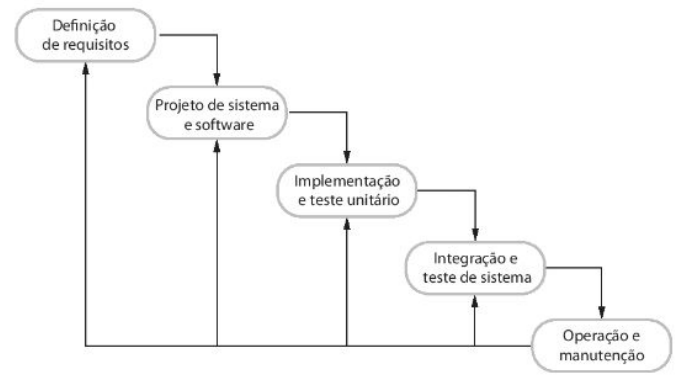 Definição
de requisitos
Projeto de sistema
e software
Implementação
e teste unitário
Integração e
teste de sistema
Operação e
manutenção